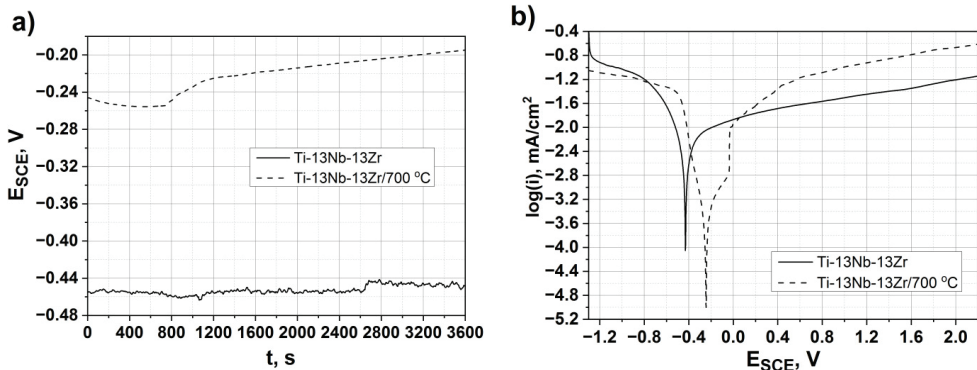 a)
E_SCE, V
−0.20
−0.24
−0.28
−0.32
−0.36
−0.40
−0.44
−0.48
0 400 800 1200 1600 2000 2400 2800 3200 3600
t, s
Ti-13Nb-13Zr
Ti-13Nb-13Zr/700 °C
b)
log(i), mA/cm²
−0.4
−0.8
−1.2
−1.6
−2.0
−2.4
−2.8
−3.2
−3.6
−4.0
−4.4
−4.8
−5.2
−1.2 −0.8 −0.4 0.0 0.4 0.8 1.2 1.6 2.0
E_SCE, V
Ti-13Nb-13Zr
Ti-13Nb-13Zr/700 °C